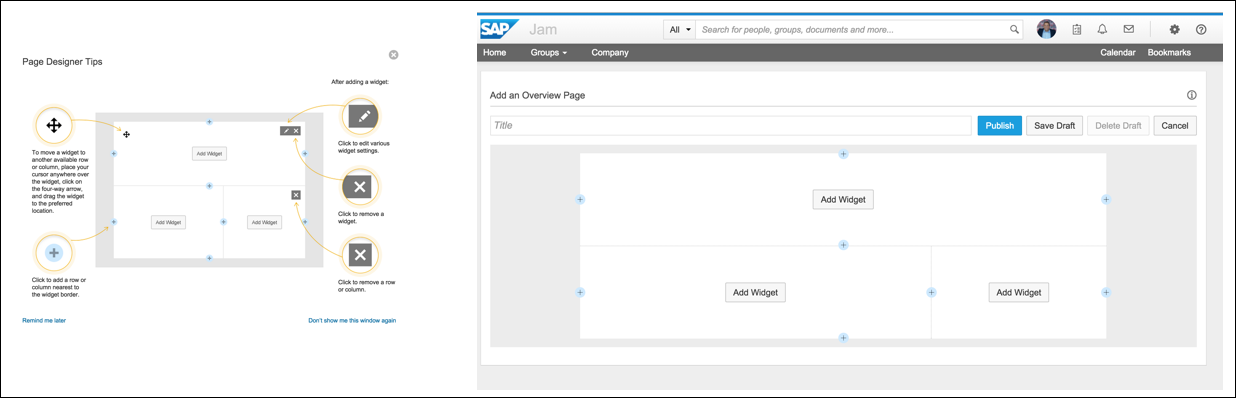 Page Designer Tips
After adding a widget:
To move a widget to
another available row
or column, place your
cursor anywhere over
the widget, click on
the four-way arrow,
and drag the widget
to the preferred
location.
Click to add a row or
column nearest to
the widget border.
Add Widget
Add Widget
Add Widget
Click to edit various
widget settings.
Click to remove a
widget.
Click to remove a row
or column.
Remind me later
Don't show me this window again
SAP Jam
All
Search for people, groups, documents and more...
Home
Groups
Company
Calendar
Bookmarks
Add an Overview Page
Title
Publish
Save Draft
Delete Draft
Cancel
Add Widget
Add Widget
Add Widget